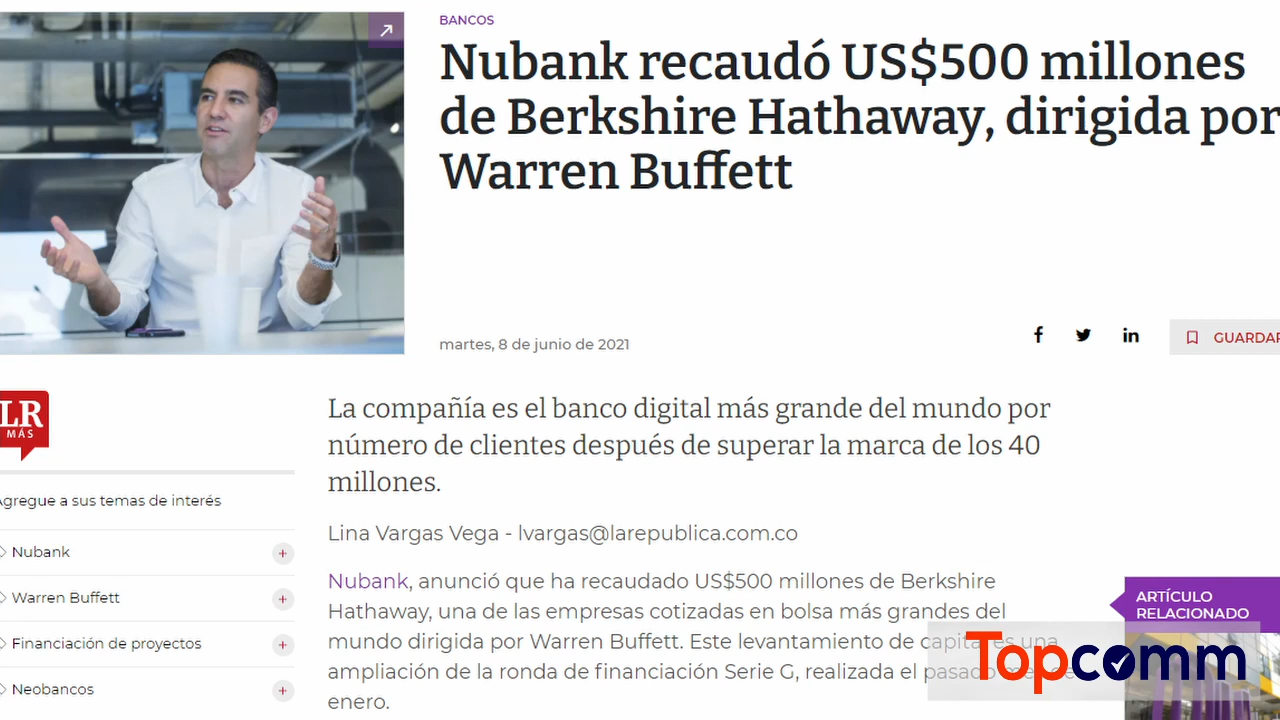 BANCOS
Nubank recaudó US$500 millones
de Berkshire Hathaway, dirigida por
Warren Buffett
martes, 8 de junio de 2021
GUARDAR
LR
MÁS
Agregue a sus temas de interés
Nubank
Warren Buffett
Financiación de proyectos
Neobancos
La compañía es el banco digital más grande del mundo por
número de clientes después de superar la marca de los 40
millones.
Lina Vargas Vega - lvargas@larepublica.com.co
Nubank, anunció que ha recaudado US$500 millones de Berkshire
Hathaway, una de las empresas cotizadas en bolsa más grandes del
mundo dirigida por Warren Buffett. Este levantamiento de capital es una
ampliación de la ronda de financiación Serie G, realizada el pasado mes de
enero.
ARTÍCULO
RELACIONADO
Topcomm